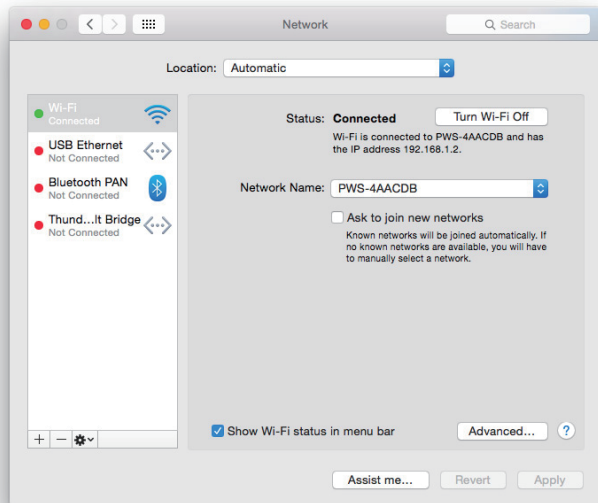 Network
Search
Location: Automatic
Wi-Fi
Connected
USB Ethernet
Not Connected
Bluetooth PAN
Not Connected
Thund...lt Bridge
Not Connected
Status: Connected
Turn Wi-Fi Off
Wi-Fi is connected to PWS-4AACDB and has
the IP address 192.168.1.2.
Network Name: PWS-4AACDB
Ask to join new networks
Known networks will be joined automatically. If
no known networks are available, you will have
to manually select a network.
Show Wi-Fi status in menu bar
Advanced...
?
Assist me...
Revert
Apply